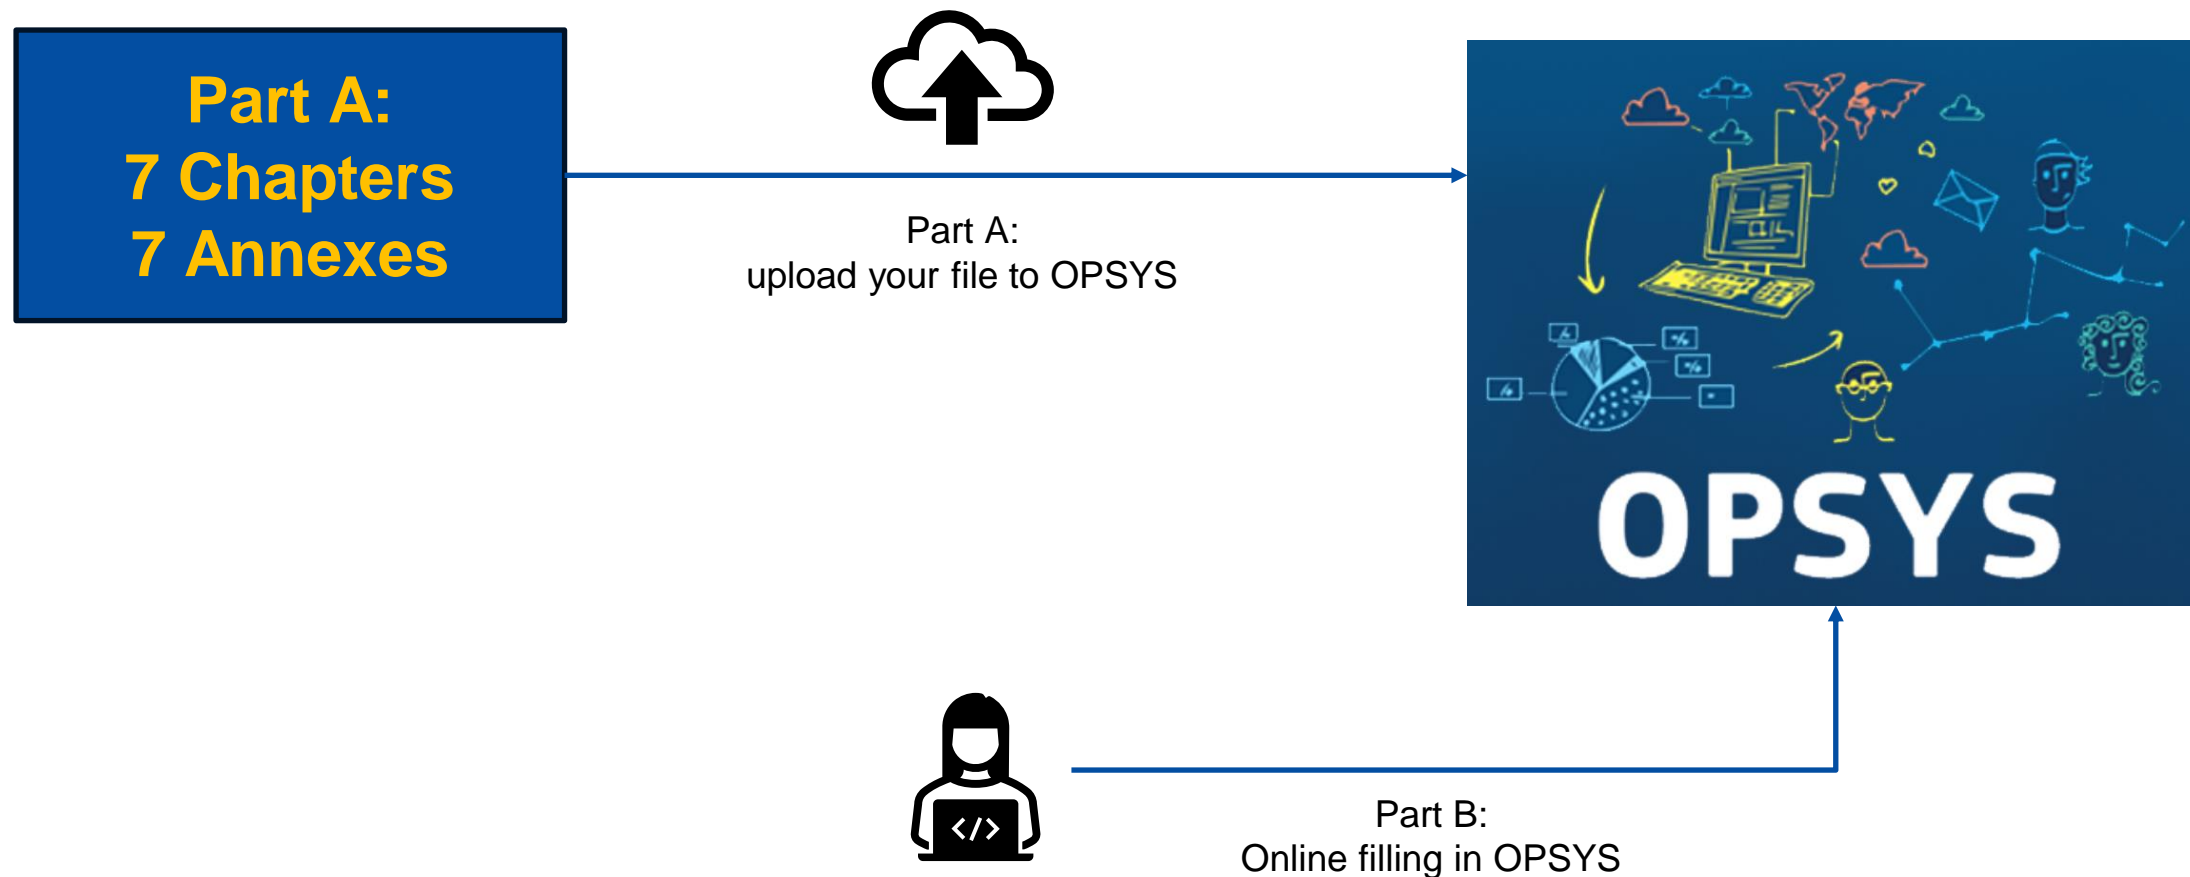 Part A:
7 Chapters
7 Annexes
Part A:
upload your file to OPSYS
OPSYS
</>
Part B:
Online filling in OPSYS